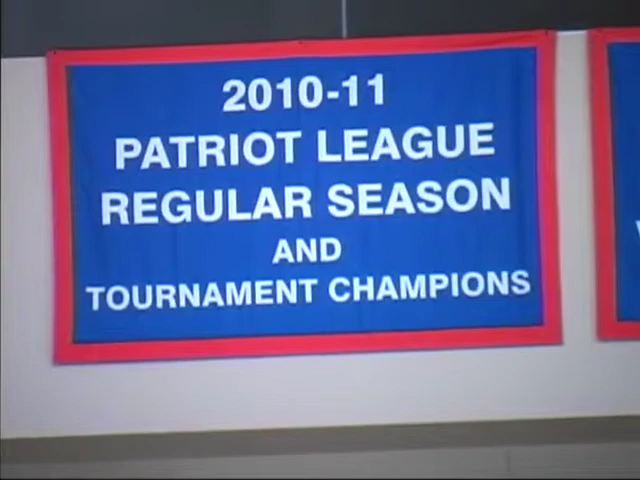 2010-11
PATRIOT LEAGUE
REGULAR SEASON
AND
TOURNAMENT CHAMPIONS